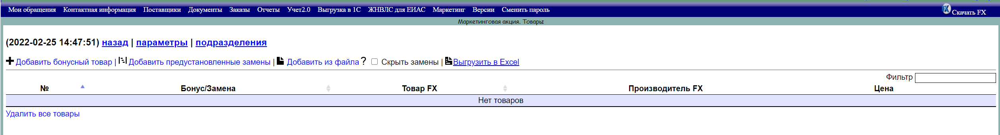 Мои обращения Контактная информация Поставщики Документы Заказы Отчеты Учет2.0 Выгрузка в 1С ЖНВЛС для ЕИАС Маркетинг Версии Сменить пароль FX Скачать FX
Маркетинговая акция. Товары
(2022-02-25 14:47:51) назад | параметры | подразделения
Добавить бонусный товар | Добавить предустановленные замены | Добавить из файла ? Скрыть замены | Выгрузить в Excel
Фильтр
№ Бонус/Замена Товар FX Производитель FX Цена
Нет товаров
Удалить все товары